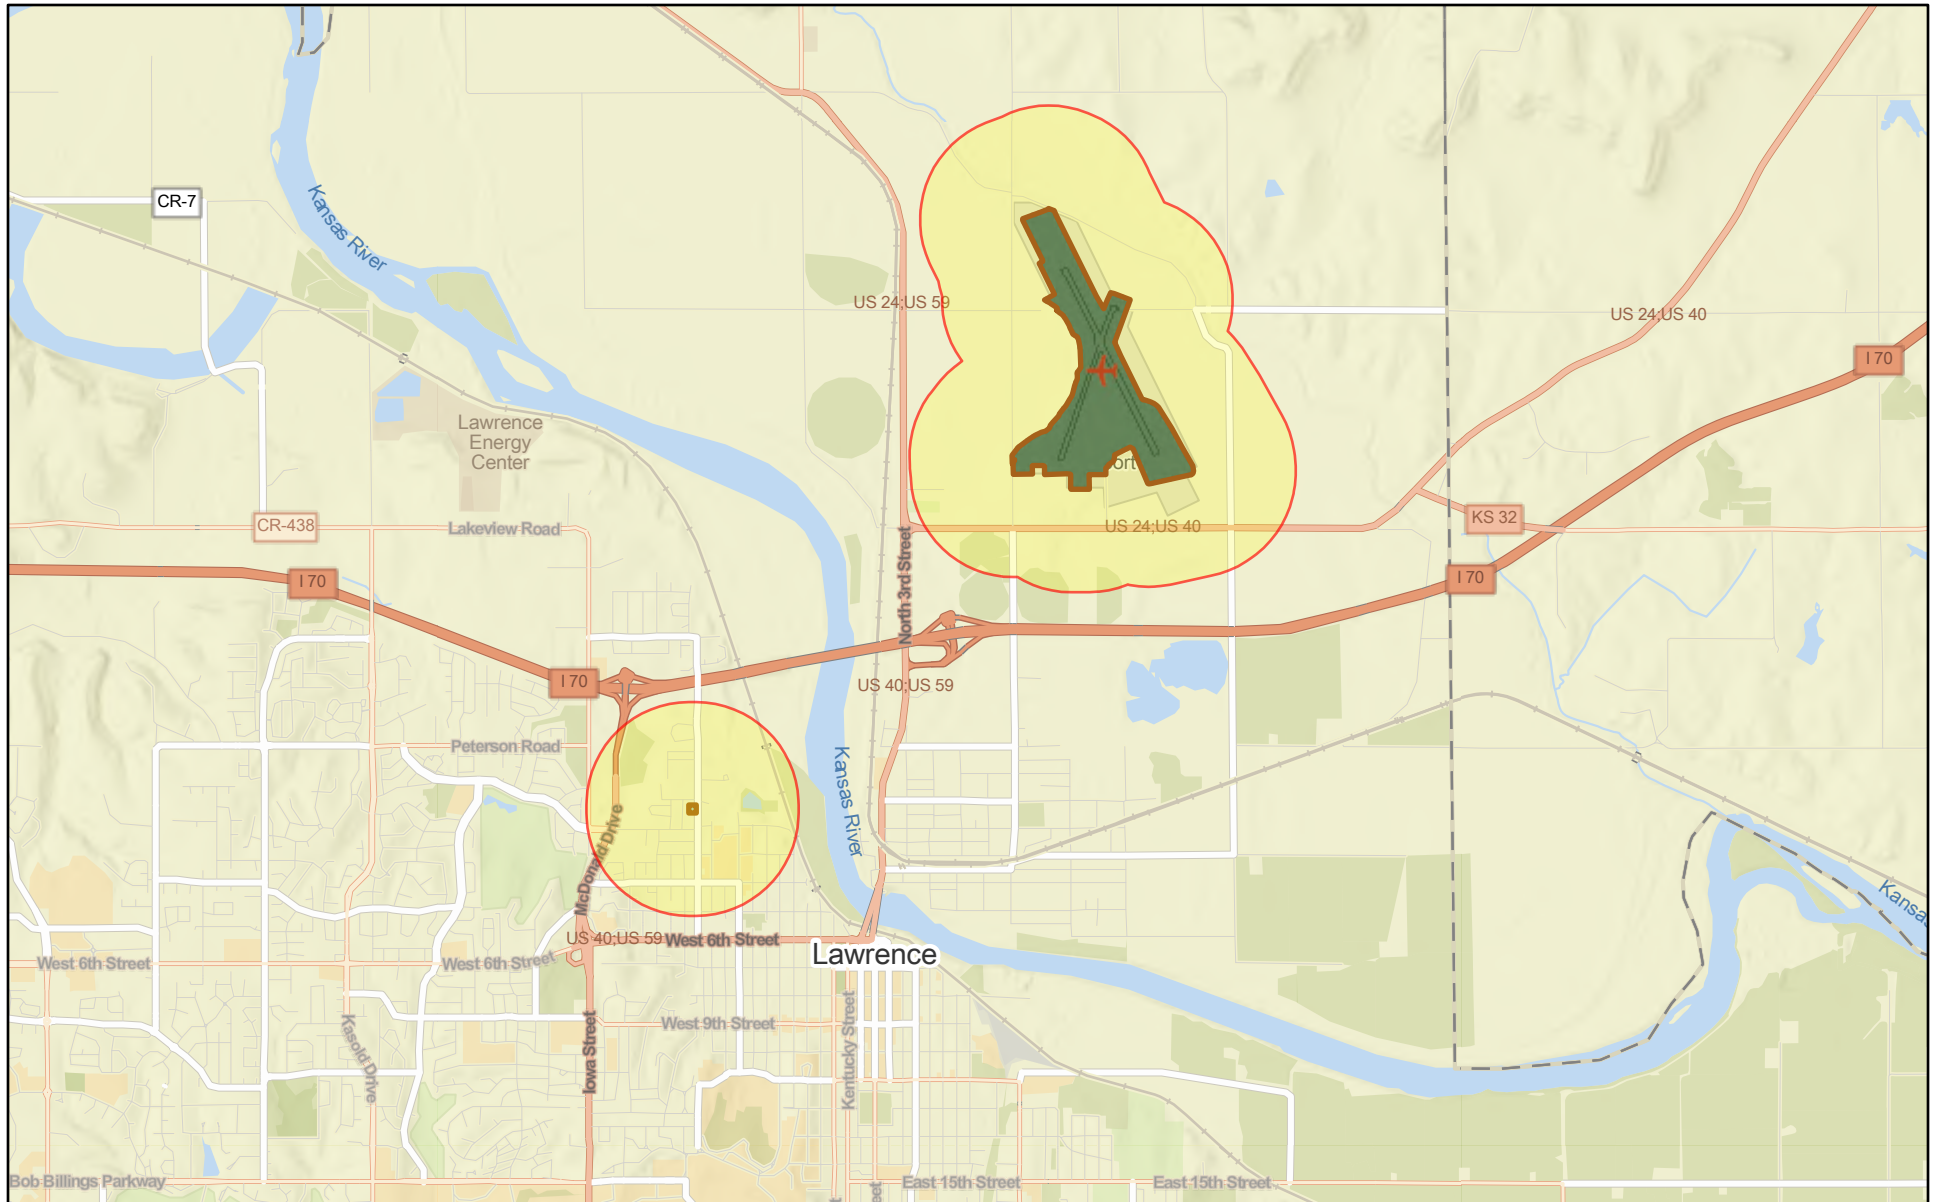 CR-7
Kansas River
US 24;US 59
US 24;US 40
I 70
Lawrence
Energy
Center
ort
CR-438
Lakeview Road
KS 32
US 24;US 40
North 3rd Street
I 70
I 70
I 70
US 40;US 59
Peterson Road
Kansas River
McDonald Drive
Kansas
US 40;US 59
West 6th Street
Lawrence
West 6th Street
West 6th Street
West 9th Street
Kasold Drive
Iowa Street
Kentucky Street
Bob Billings Parkway
East 15th Street
East 15th Street